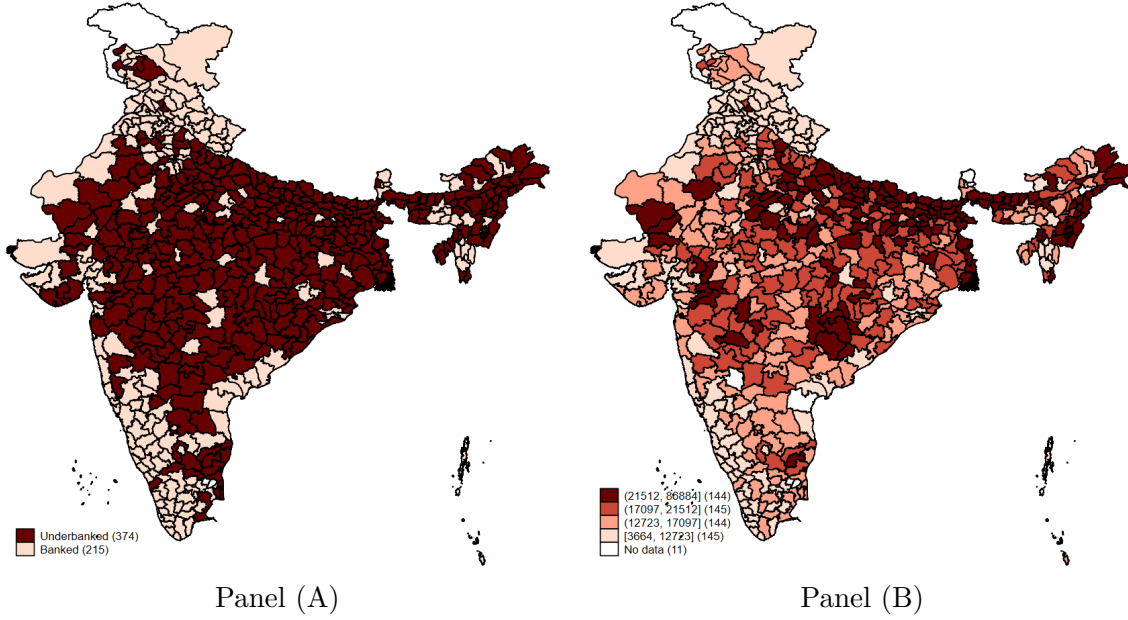 Underbanked (374)
Banked (215)
(21512, 86884] (144)
(17097, 21512] (145)
(12723, 17097] (144)
[3664, 12723] (145)
No data (11)
Panel (A)
Panel (B)